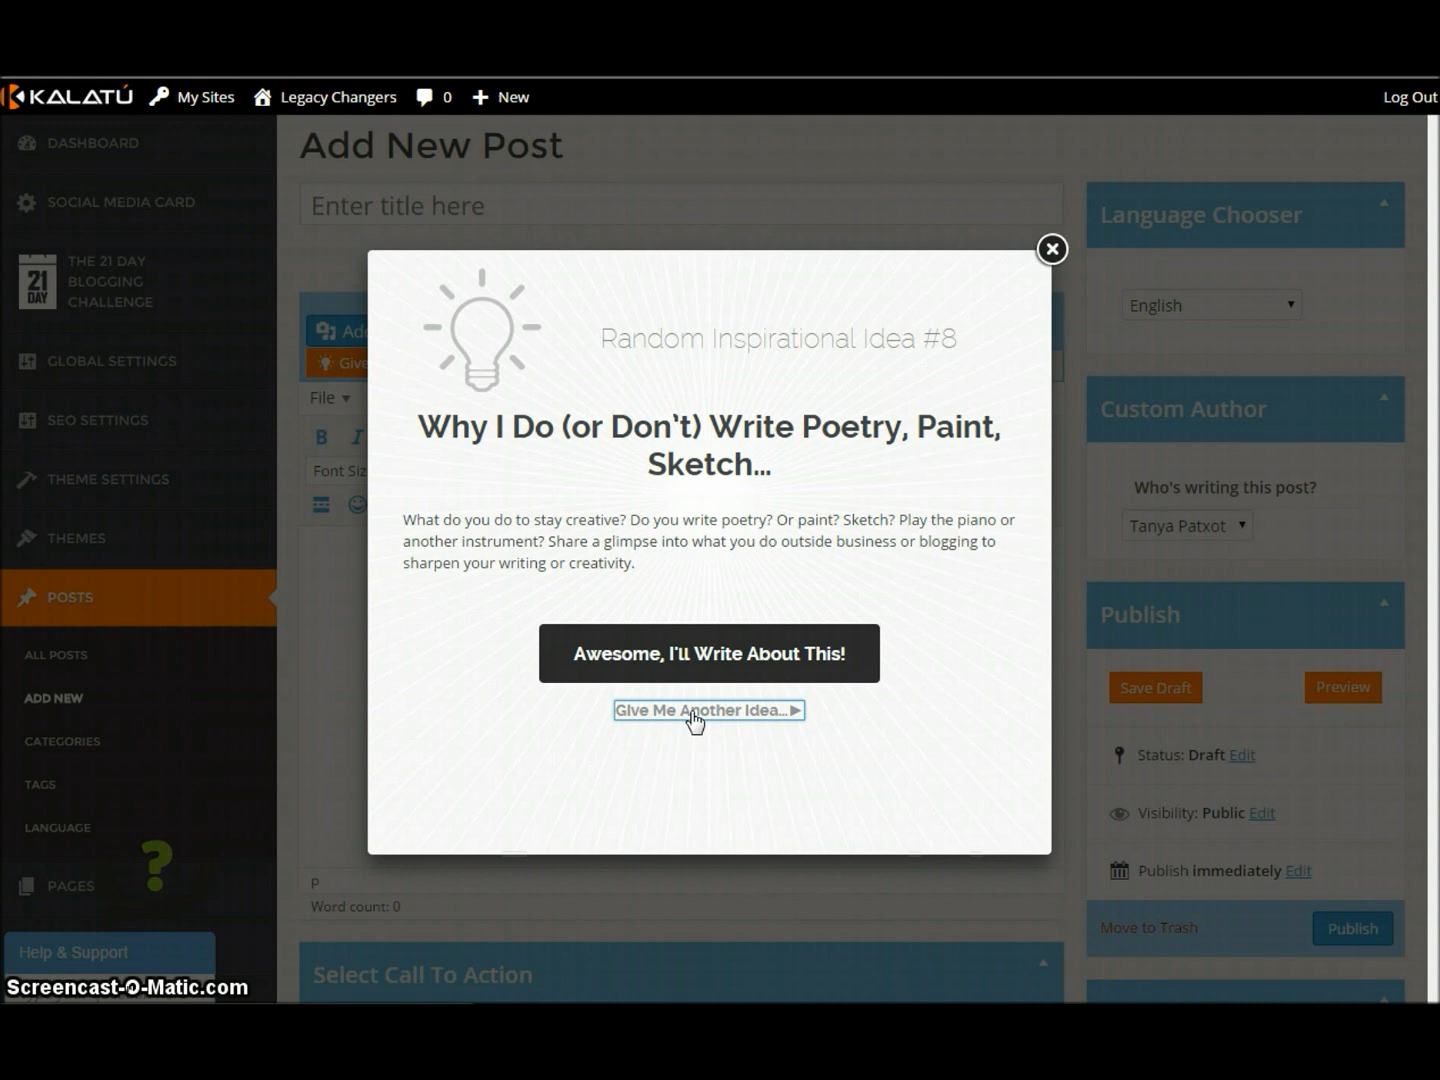 KALATÚ My Sites Legacy Changers 0 New Log Out
DASHBOARD
SOCIAL MEDIA CARD
21 DAY
THE 21 DAY
BLOGGING
CHALLENGE
GLOBAL SETTINGS
SEO SETTINGS
THEME SETTINGS
THEMES
POSTS
ALL POSTS
ADD NEW
CATEGORIES
TAGS
LANGUAGE
PAGES
?
Help & Support
Screencast-O-Matic.com
Add New Post
Enter title here
Add
Give
File
B I
Font Siz
Random Inspirational Idea #8
Why I Do (or Don't) Write Poetry, Paint,
Sketch...
What do you do to stay creative? Do you write poetry? Or paint? Sketch? Play the piano or
another instrument? Share a glimpse into what you do outside business or blogging to
sharpen your writing or creativity.
Awesome, I'll Write About This!
Give Me Another Idea...
p
Word count: 0
Select Call To Action
Language Chooser
English
Custom Author
Who's writing this post?
Tanya Patxot
Publish
Save Draft Preview
Status: Draft Edit
Visibility: Public Edit
Publish immediately Edit
Move to Trash Publish